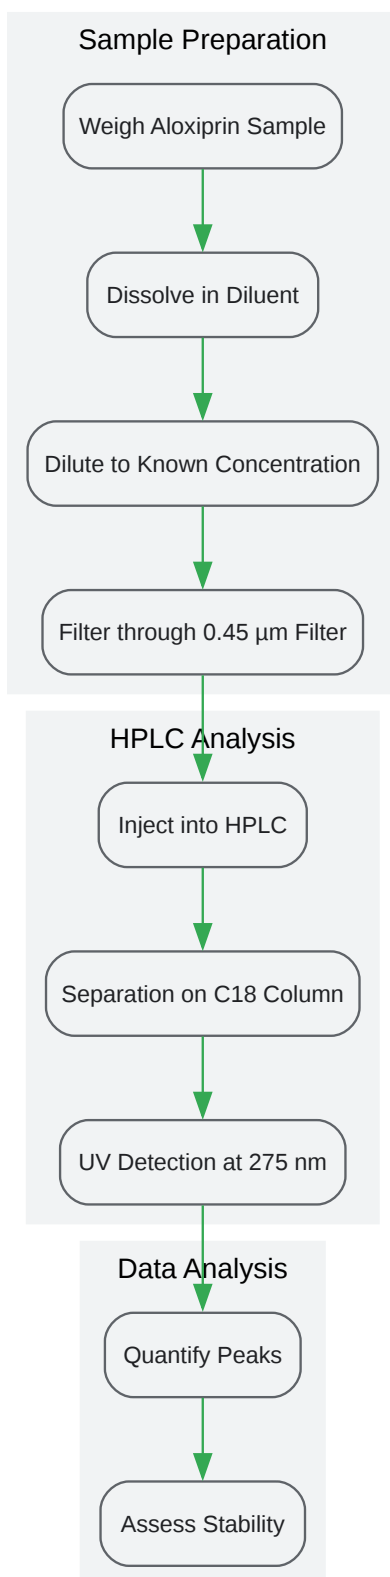 Sample Preparation
Weigh Aloxiprin Sample
Dissolve in Diluent
Dilute to Known Concentration
Filter through 0.45 µm Filter
HPLC Analysis
Inject into HPLC
Separation on C18 Column
UV Detection at 275 nm
Data Analysis
Quantify Peaks
Assess Stability